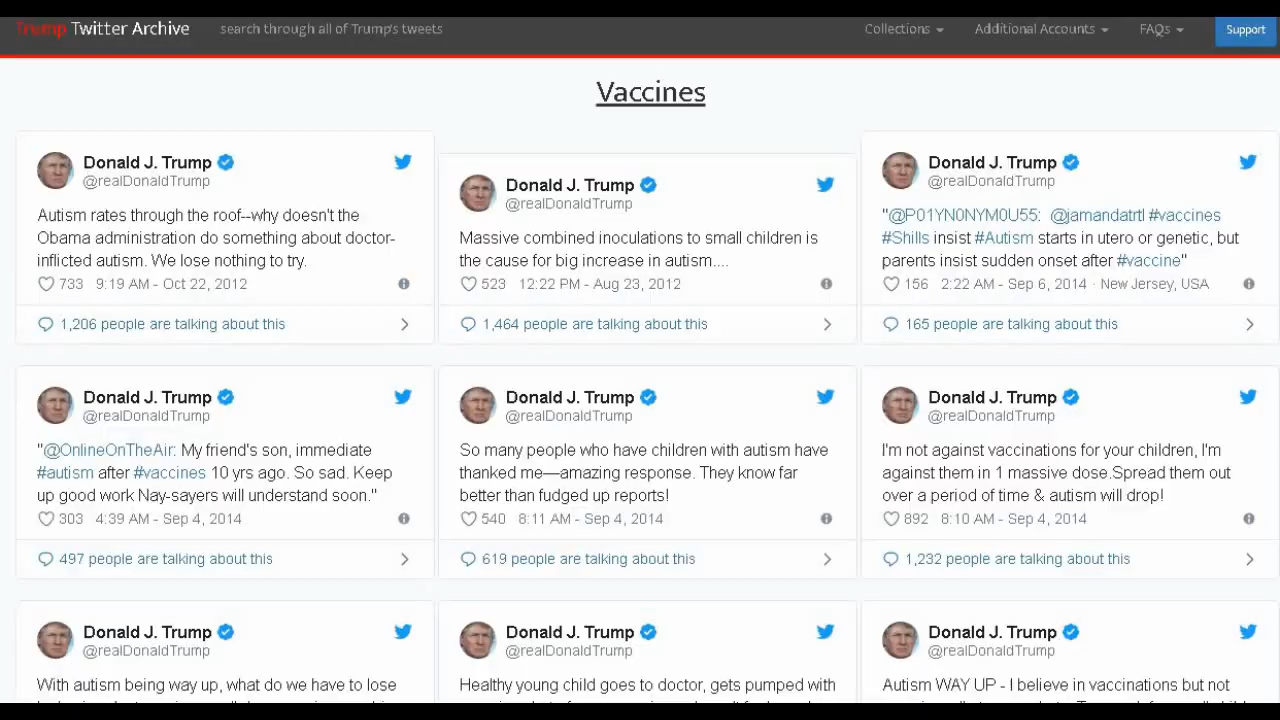 Trump Twitter Archive
search through all of Trump's tweets
Collections
Additional Accounts
FAQs
Support
Vaccines
Donald J. Trump
@realDonaldTrump
Autism rates through the roof--why doesn't the
Obama administration do something about doctor-
inflicted autism. We lose nothing to try.
733 9:19 AM - Oct 22, 2012
1,206 people are talking about this
Donald J. Trump
@realDonaldTrump
Massive combined inoculations to small children is
the cause for big increase in autism....
523 12:22 PM - Aug 23, 2012
1,464 people are talking about this
Donald J. Trump
@realDonaldTrump
"@P01YN0NYM0U55: @jamandatrtl #vaccines
#Shills insist #Autism starts in utero or genetic, but
parents insist sudden onset after #vaccine"
156 2:22 AM - Sep 6, 2014 · New Jersey, USA
165 people are talking about this
Donald J. Trump
@realDonaldTrump
"@OnlineOnTheAir: My friend's son, immediate
#autism after #vaccines 10 yrs ago. So sad. Keep
up good work Nay-sayers will understand soon."
303 4:39 AM - Sep 4, 2014
497 people are talking about this
Donald J. Trump
@realDonaldTrump
So many people who have children with autism have
thanked me—amazing response. They know far
better than fudged up reports!
540 8:11 AM - Sep 4, 2014
619 people are talking about this
Donald J. Trump
@realDonaldTrump
I'm not against vaccinations for your children, I'm
against them in 1 massive dose.Spread them out
over a period of time & autism will drop!
892 8:10 AM - Sep 4, 2014
1,232 people are talking about this
Donald J. Trump
@realDonaldTrump
With autism being way up, what do we have to lose
Donald J. Trump
@realDonaldTrump
Healthy young child goes to doctor, gets pumped with
Donald J. Trump
@realDonaldTrump
Autism WAY UP - I believe in vaccinations but not